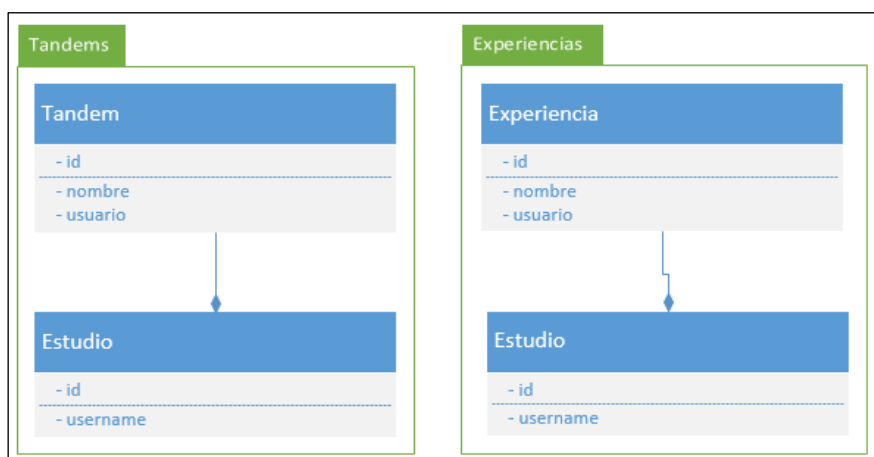 Tandems
Tandem
- id
- nombre
- usuario
Estudio
- id
- username
Experiencias
Experiencia
- id
- nombre
- usuario
Estudio
- id
- username